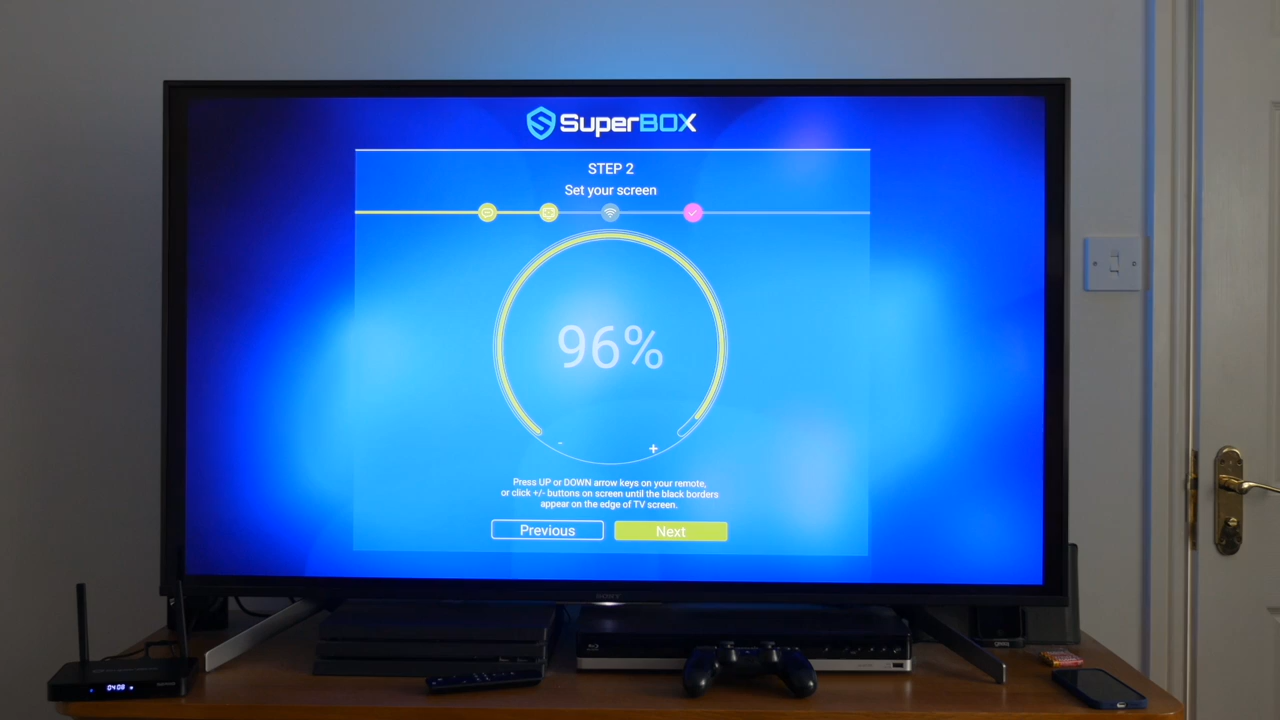 SuperBOX
STEP 2
Set your screen
96%
- +
Press UP or DOWN arrow keys on your remote,
or click +/- buttons on screen until the black borders
appear on the edge of TV screen.
Previous Next
SONY
04:08